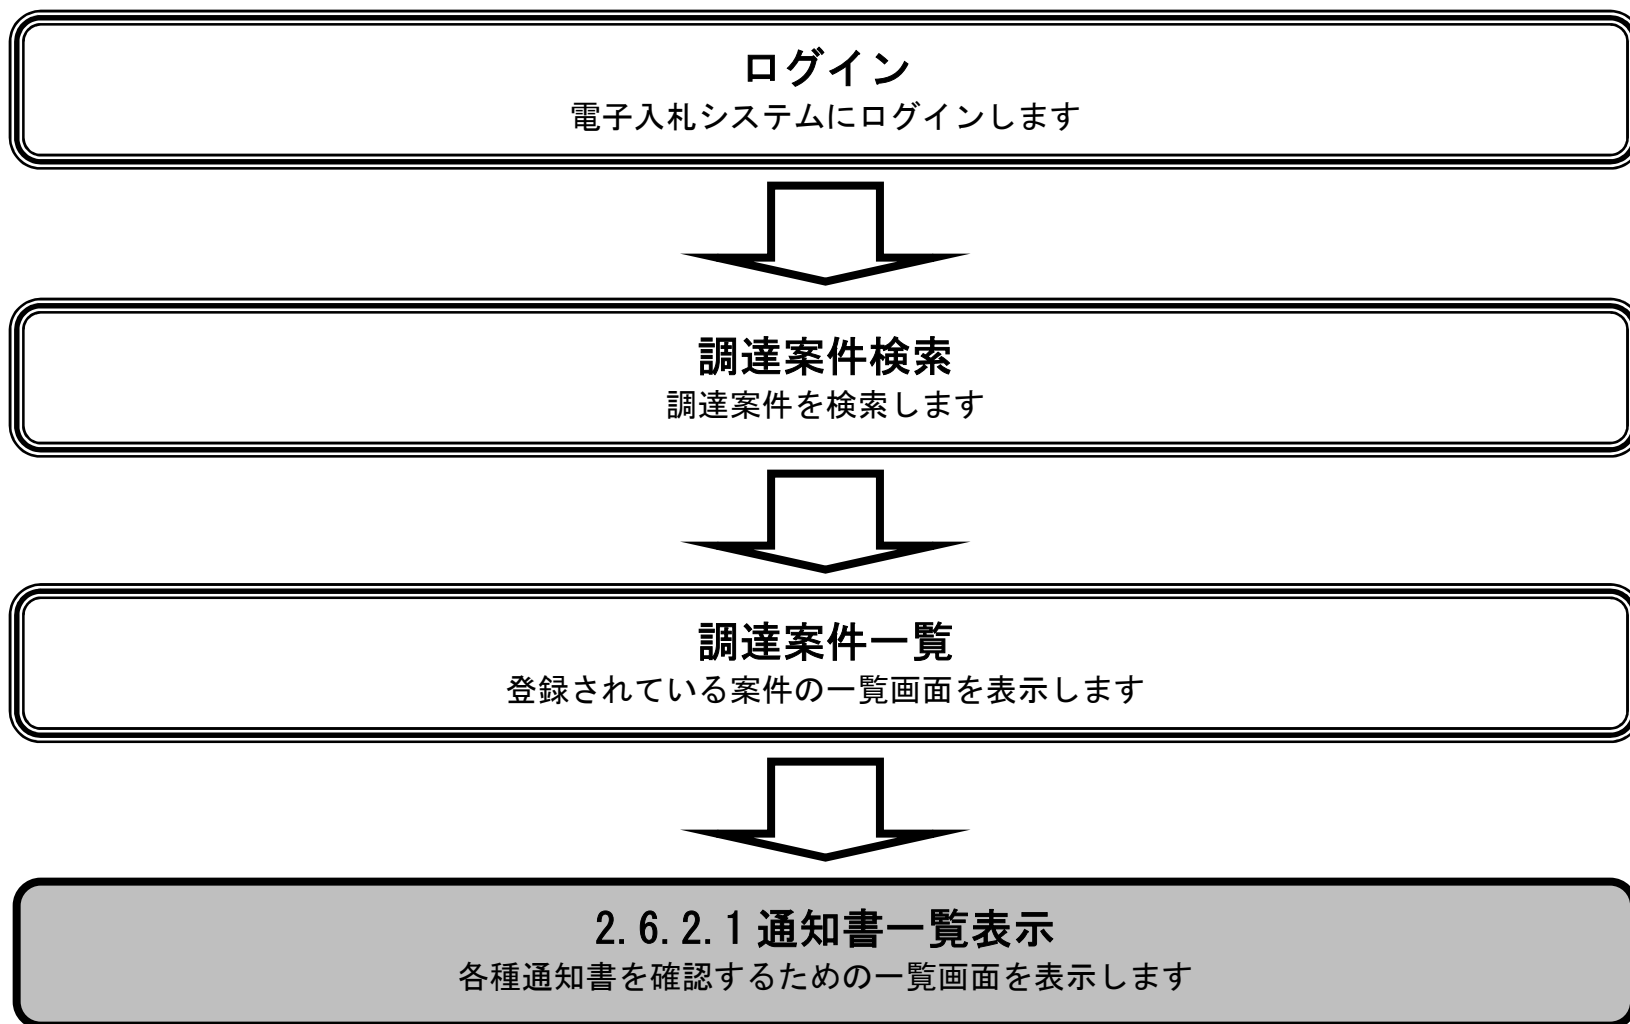 ログイン
電子入札システムにログインします
調達案件検索
調達案件を検索します
調達案件一覧
登録されている案件の一覧画面を表示します
2.6.2.1 通知書一覧表示
各種通知書を確認するための一覧画面を表示します